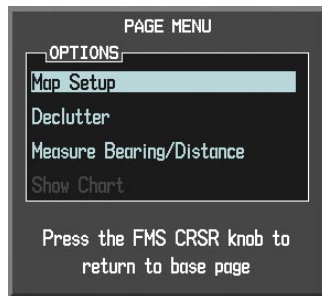 PAGE MENU
OPTIONS
Map Setup
Declutter
Measure Bearing/Distance
Show Chart
Press the FMS CRSR knob to
return to base page